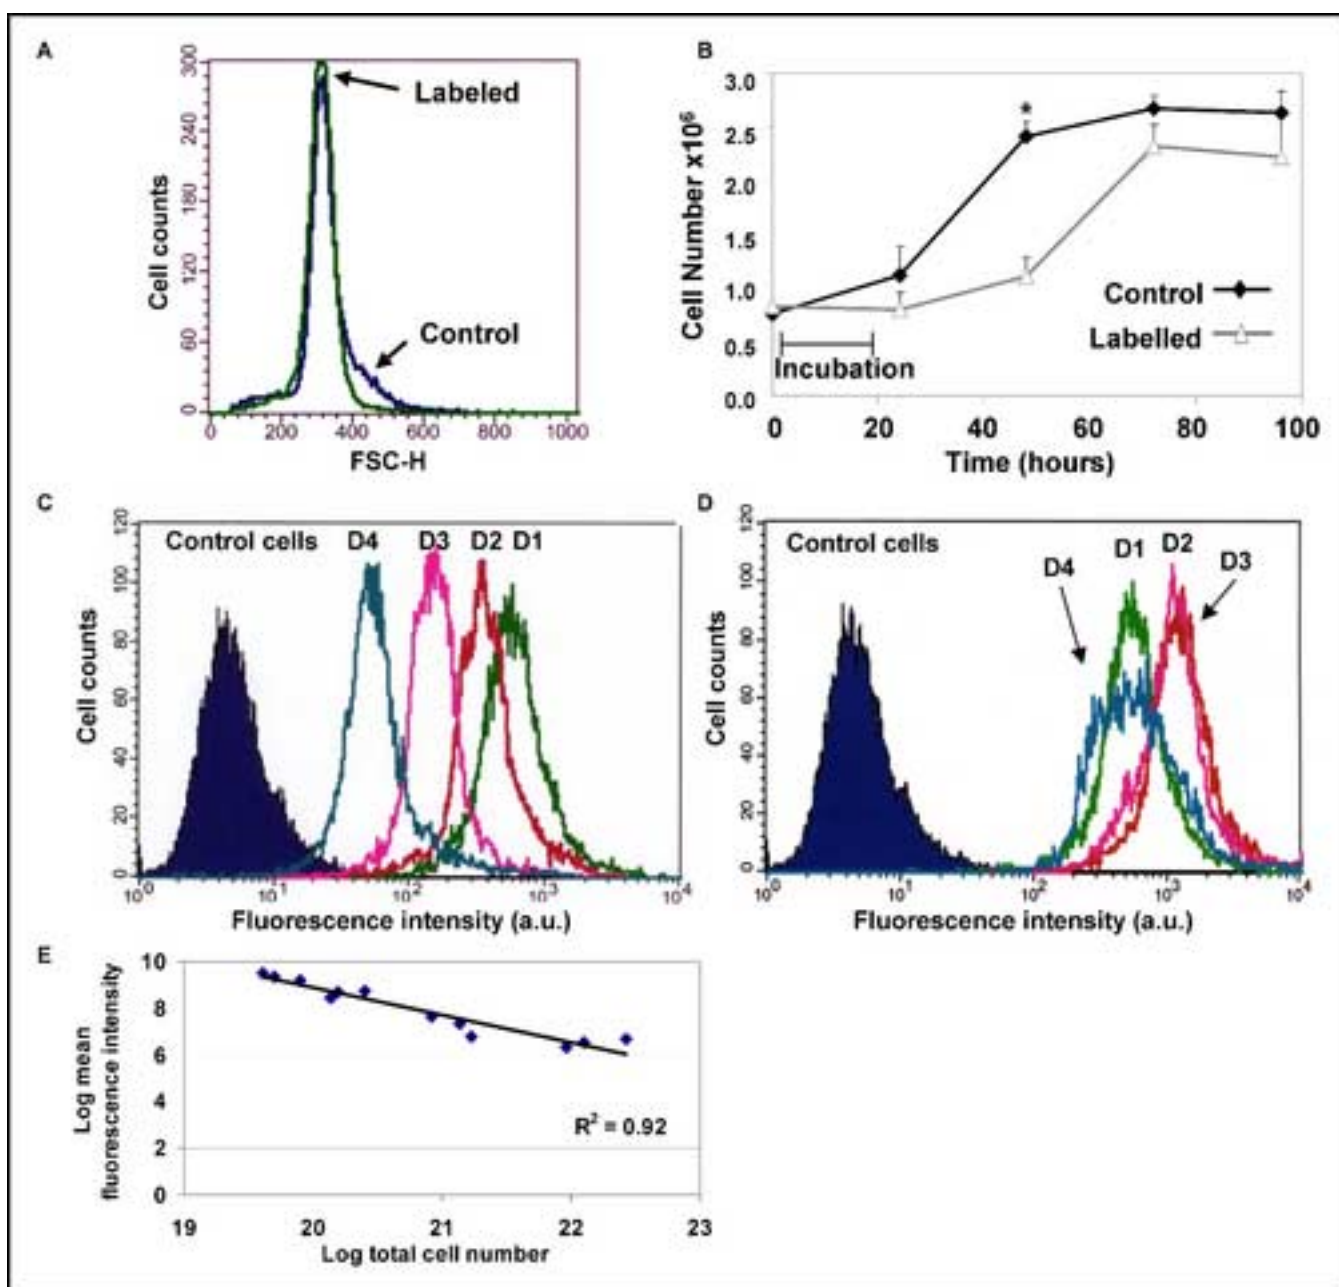 A
300
240
180
120
60
0
Cell counts
Labeled
Control
0 200 400 600 800 1000
FSC-H
B
3.0
2.5
2.0
1.5
1.0
0.5
0.0
Cell Number x10⁶
*
Control
Labelled
Incubation
0 20 40 60 80 100
Time (hours)
C
120
100
80
60
40
20
0
Cell counts
Control cells D4 D3 D2 D1
10⁰ 10¹ 10² 10³ 10⁴
Fluorescence intensity (a.u.)
D
120
100
80
60
40
20
0
Cell counts
Control cells
D4
D1
D2
D3
10⁰ 10¹ 10² 10³ 10⁴
Fluorescence intensity (a.u.)
E
10
8
6
4
2
0
Log mean
fluorescence intensity
R² = 0.92
19 20 21 22 23
Log total cell number